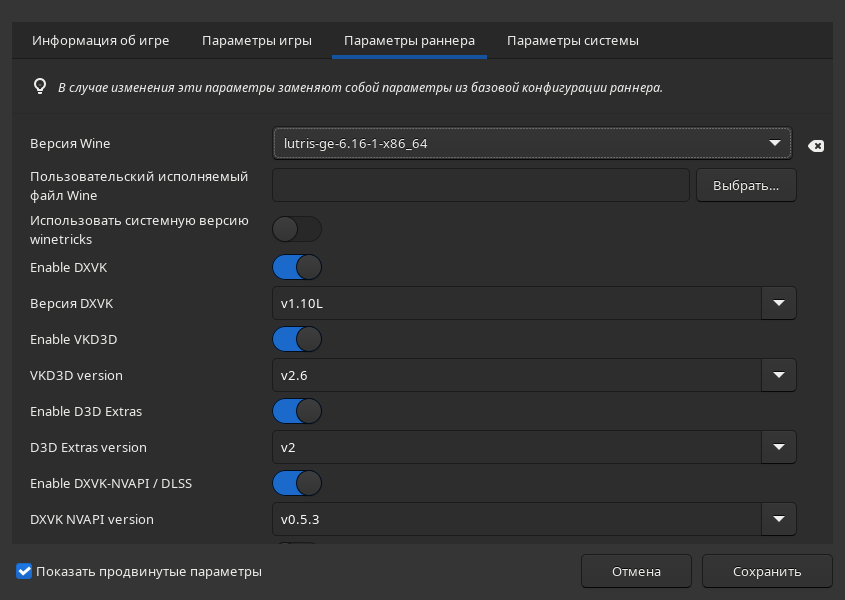 Информация об игре Параметры игры Параметры раннера Параметры системы
В случае изменения эти параметры заменяют собой параметры из базовой конфигурации раннера.
Версия Wine lutris-ge-6.16-1-x86_64
Пользовательский исполняемый
файл Wine Выбрать...
Использовать системную версию
winetricks
Enable DXVK
Версия DXVK v1.10L
Enable VKD3D
VKD3D version v2.6
Enable D3D Extras
D3D Extras version v2
Enable DXVK-NVAPI / DLSS
DXVK NVAPI version v0.5.3
Показать продвинутые параметры Отмена Сохранить